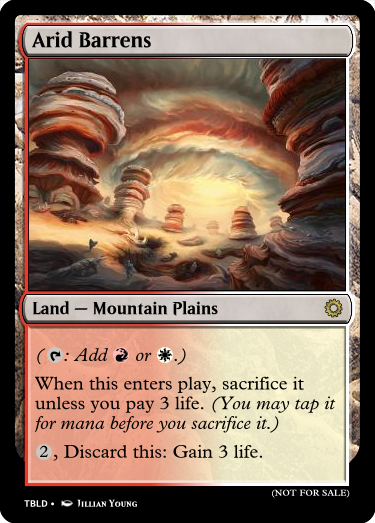 Arid Barrens
Land — Mountain Plains
( : Add or .)
When this enters play, sacrifice it
unless you pay 3 life. (You may tap it
for mana before you sacrifice it.)
2, Discard this: Gain 3 life.
(NOT FOR SALE)
TBLD • Jillian Young